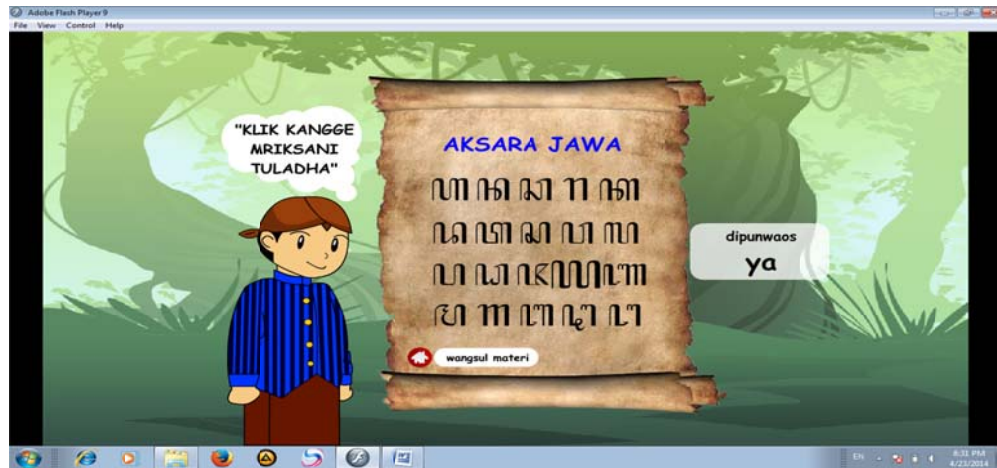 Adobe Flash Player 9
File View Control Help
"KLIK KANGGE
MRIKSANI
TULADHA"
AKSARA JAWA
ꦲ ꦤ ꦕ ꦫ ꦏ
ꦢ ꦠ ꦱ ꦮ ꦭ
ꦥ ꦝ ꦗ ꦪ ꦚ
ꦩ ꦒ ꦧ ꦛ ꦔ
dipunwaos
ya
wangsul materi
EN
6:31 PM
4/23/2014